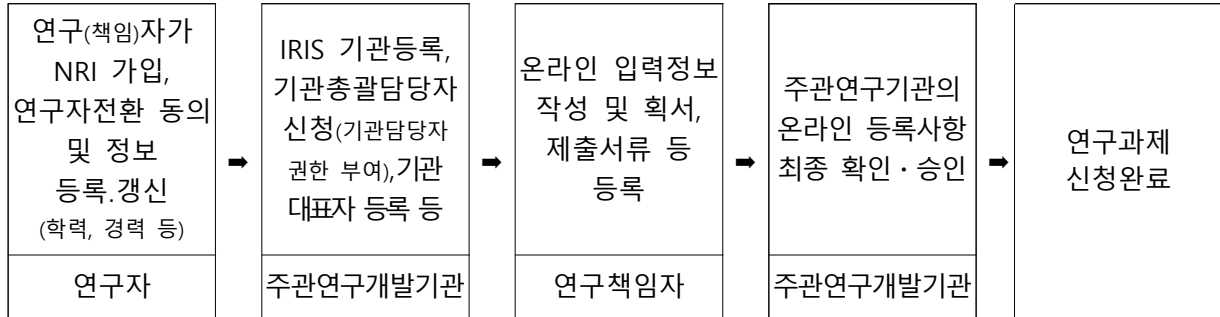 연구(책임)자가
NRI 가입,
연구자전환 동의
및 정보
등록.갱신
(학력, 경력 등)
연구자
➡
IRIS 기관등록,
기관총괄담당자
신청(기관담당자
권한 부여),기관
대표자 등록 등
주관연구개발기관
➡
온라인 입력정보
작성 및 획서,
제출서류 등
등록
연구책임자
➡
주관연구기관의
온라인 등록사항
최종 확인·승인
주관연구개발기관
➡
연구과제
신청완료